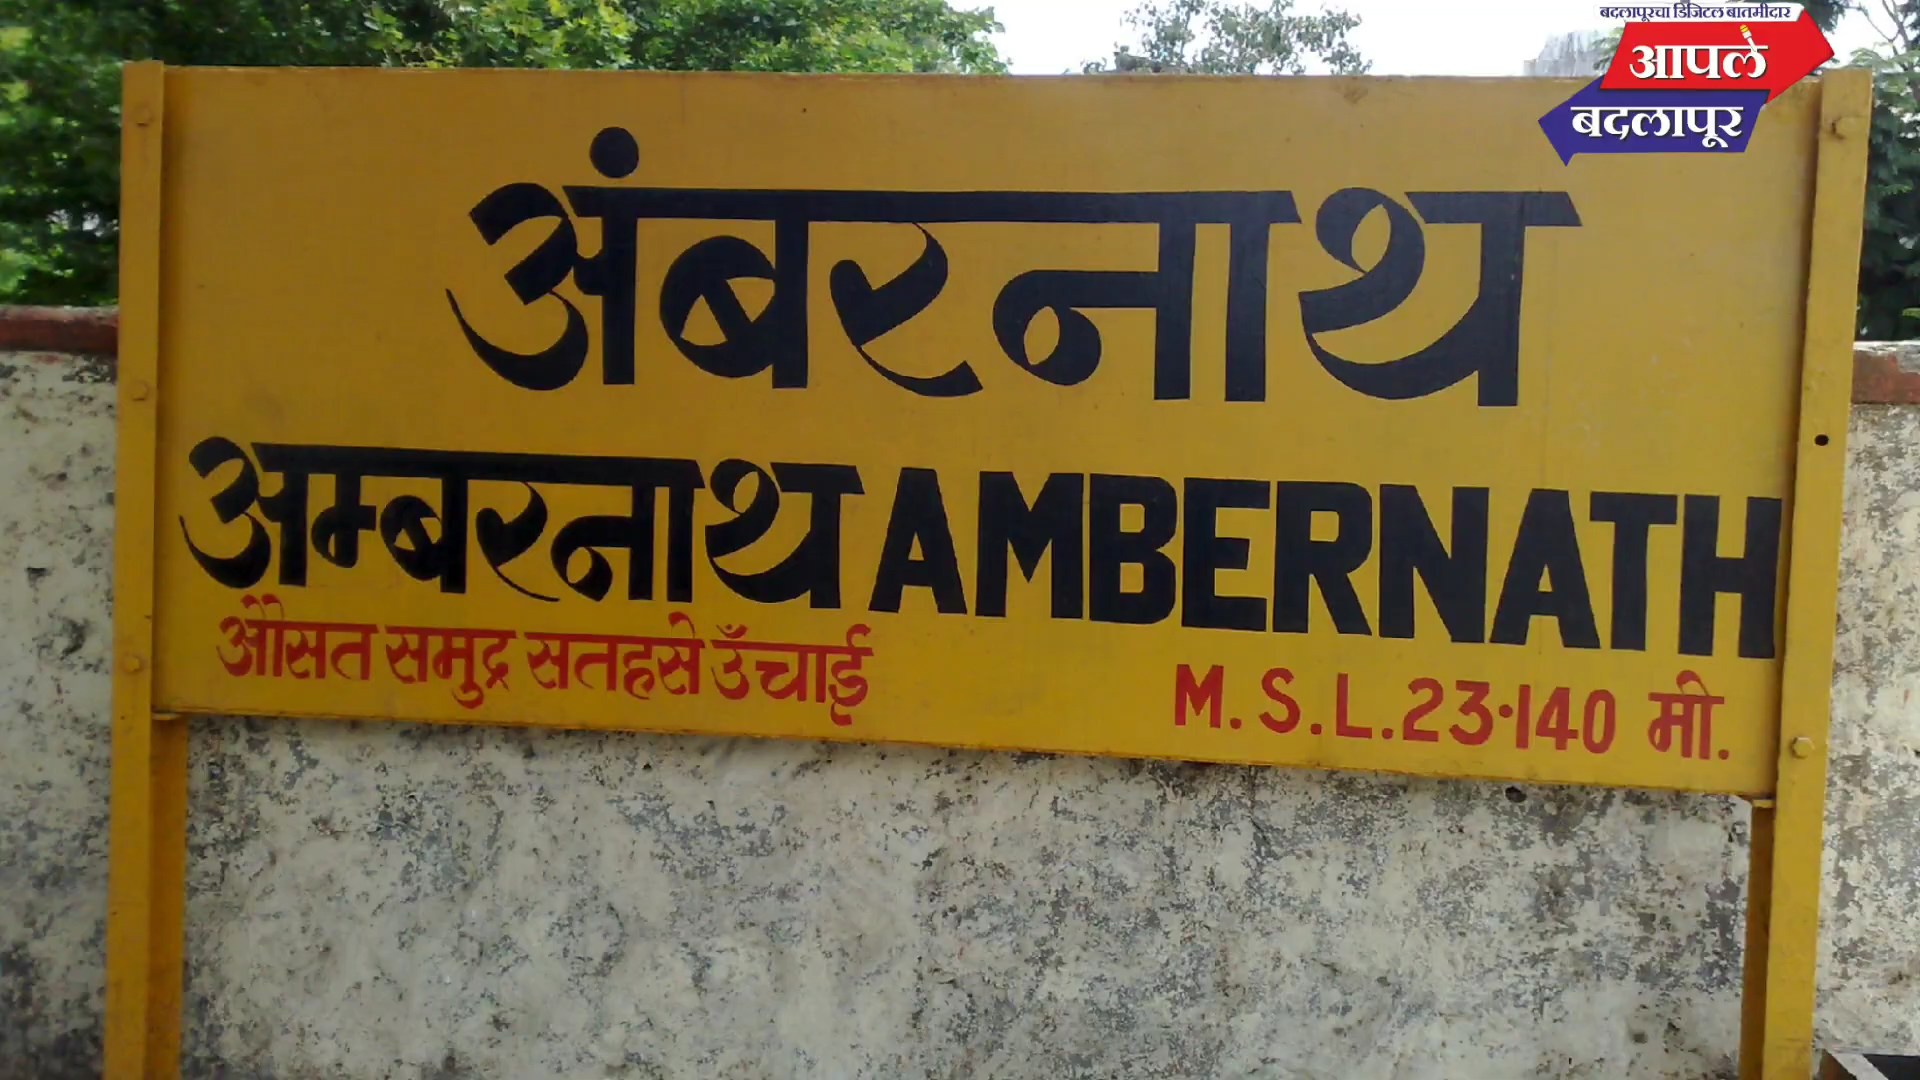 बदलापूरचा डिजिटल बातमीदार
आपले
बदलापूर
अंबरनाथ
अम्बरनाथ AMBERNATH
औसत समुद्र सतहसे उँचाई M.S.L.23·140 मी.